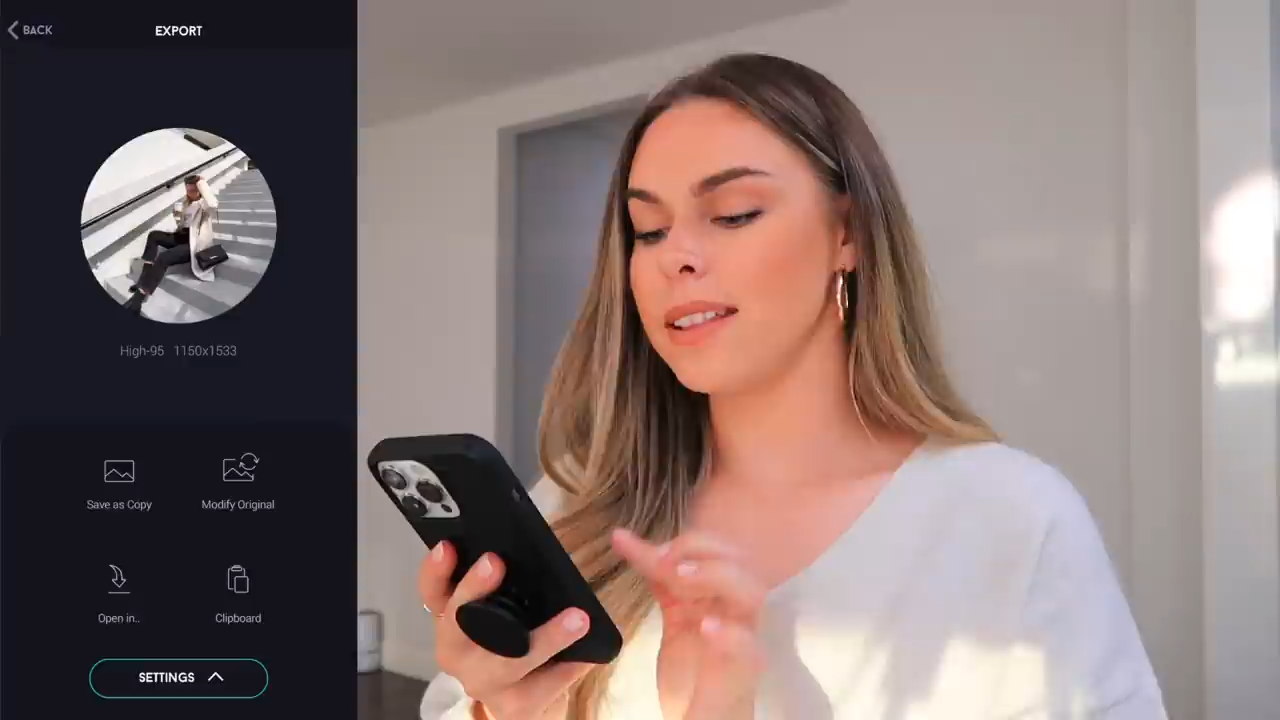 BACK
EXPORT
High-95 1150x1533
Save as Copy
Modify Original
Open in..
Clipboard
SETTINGS